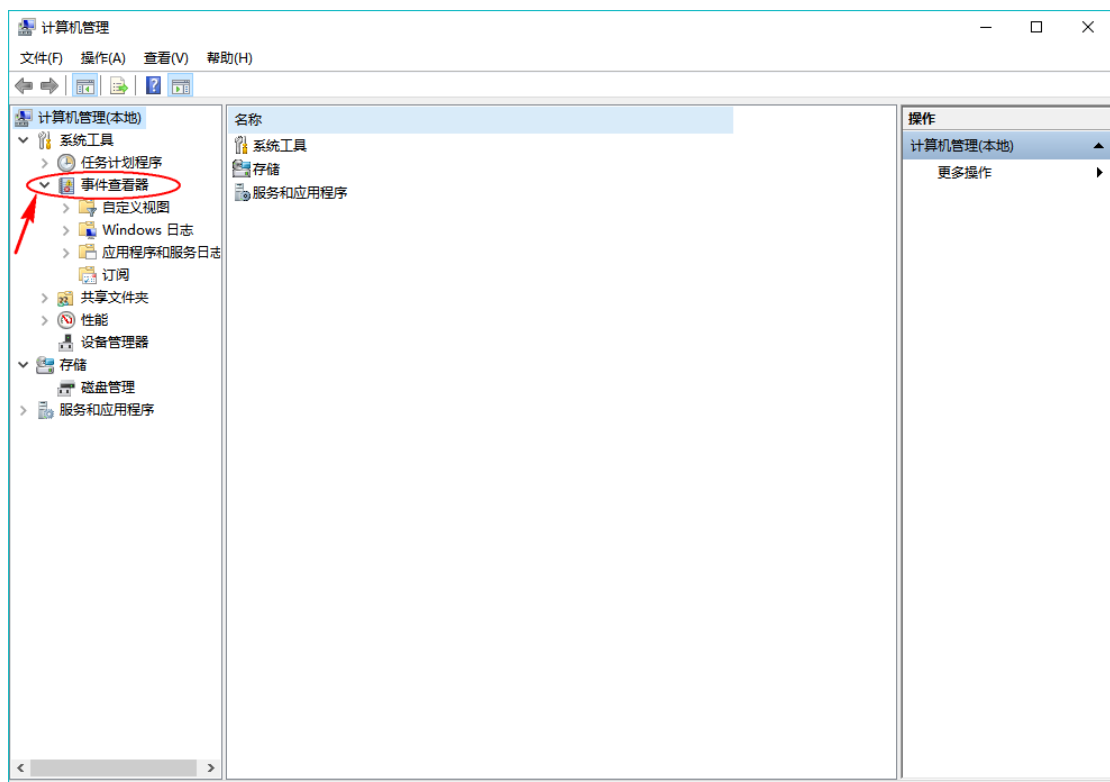 计算机管理
文件(F) 操作(A) 查看(V) 帮助(H)
计算机管理(本地)
系统工具
任务计划程序
事件查看器
自定义视图
Windows 日志
应用程序和服务日志
订阅
共享文件夹
性能
设备管理器
存储
磁盘管理
服务和应用程序
名称
系统工具
存储
服务和应用程序
操作
计算机管理(本地)
更多操作